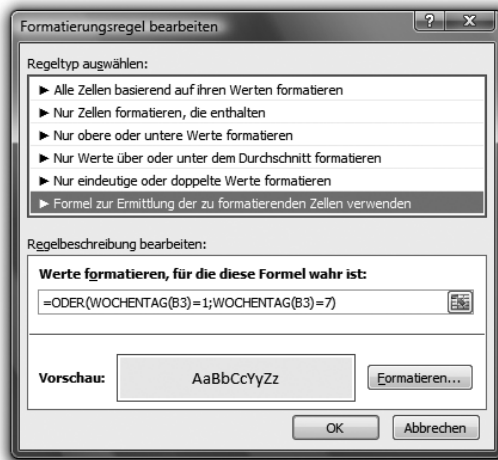 Formatierungsregel bearbeiten
Regeltyp auswählen:
► Alle Zellen basierend auf ihren Werten formatieren
► Nur Zellen formatieren, die enthalten
► Nur obere oder untere Werte formatieren
► Nur Werte über oder unter dem Durchschnitt formatieren
► Nur eindeutige oder doppelte Werte formatieren
► Formel zur Ermittlung der zu formatierenden Zellen verwenden
Regelbeschreibung bearbeiten:
Werte formatieren, für die diese Formel wahr ist:
=ODER(WOCHENTAG(B3)=1;WOCHENTAG(B3)=7)
Vorschau: AaBbCcYyZz Formatieren...
OK Abbrechen